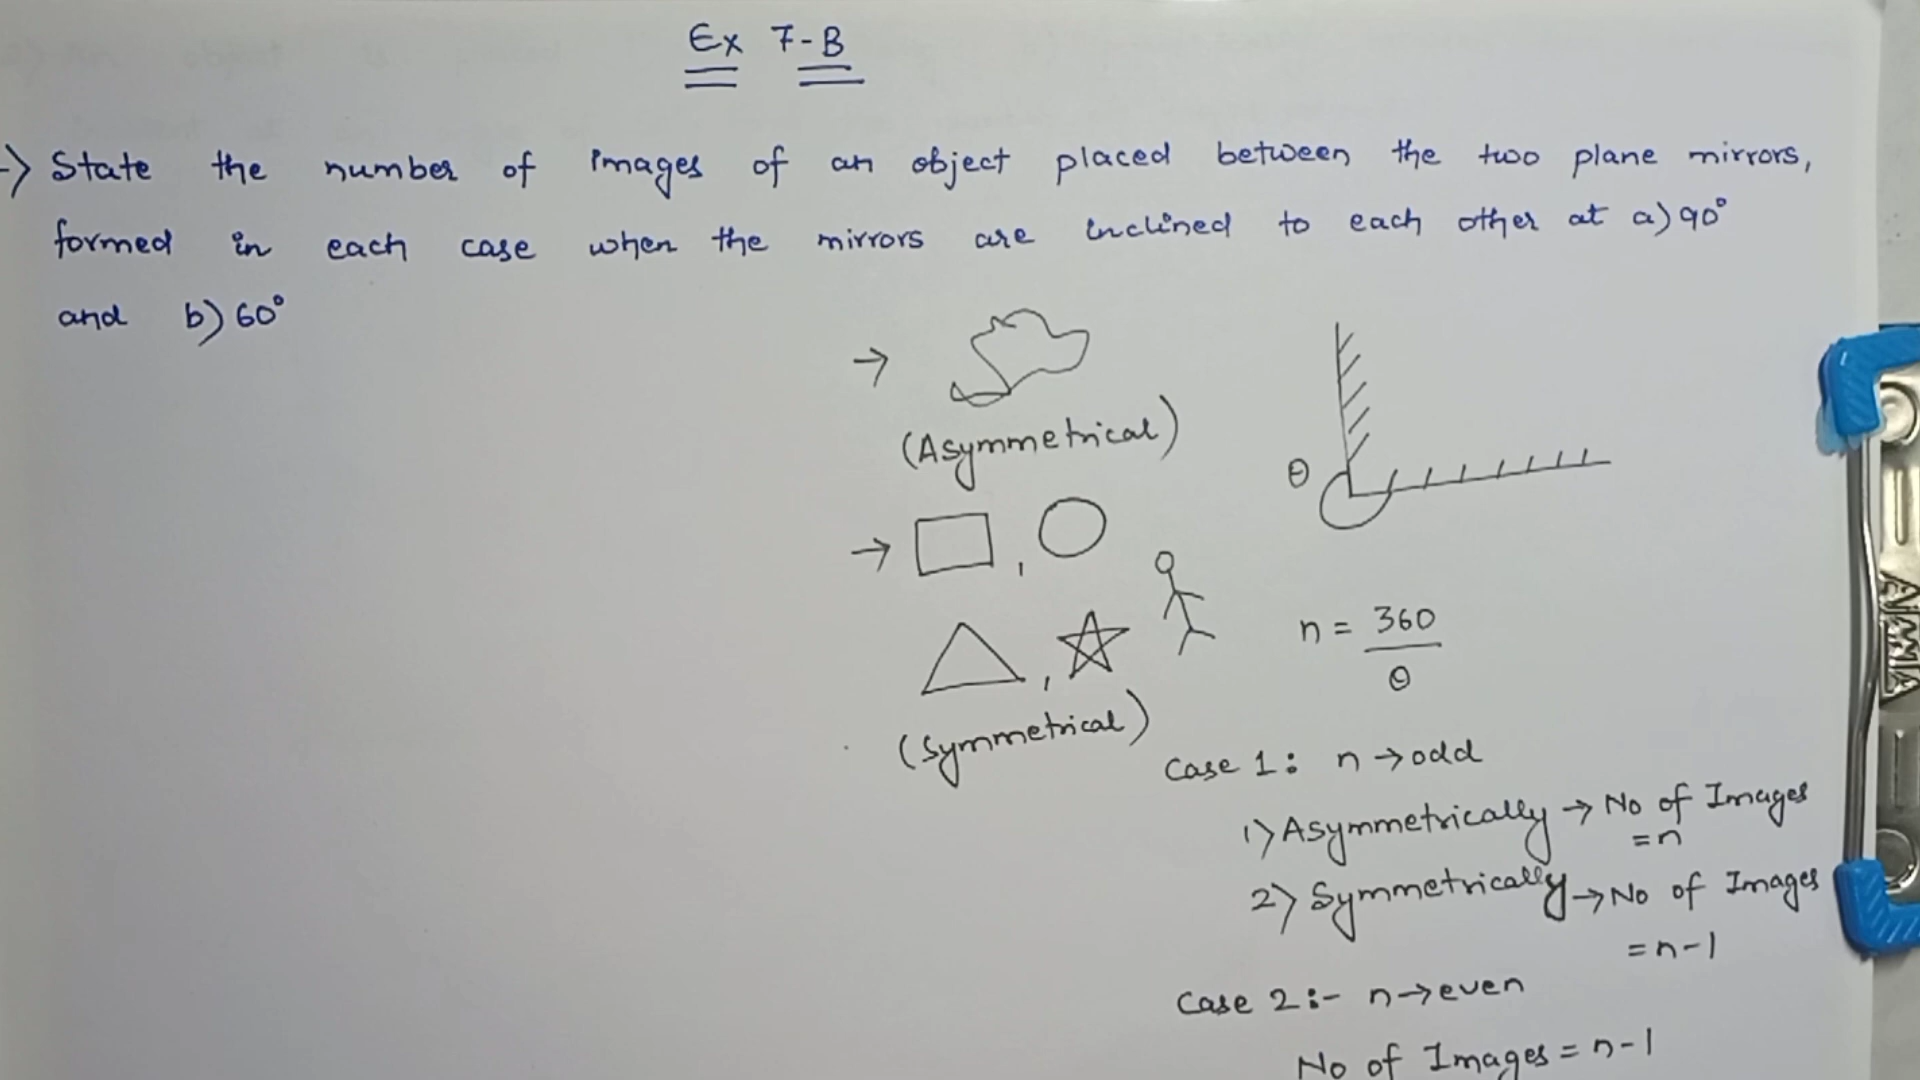 Ex 7-B
→) State the number of images of an object placed between the two plane mirrors,
formed in each case when the mirrors are inclined to each other at a) 90°
and b) 60°
→
(Asymmetrical)
θ
→ ,
,
(Symmetrical)
n = 360
θ
Case 1: n → odd
1) Asymmetrically → No of Images
= n
2) Symmetrically → No of Images
= n-1
Case 2:- n → even
No of Images = n-1